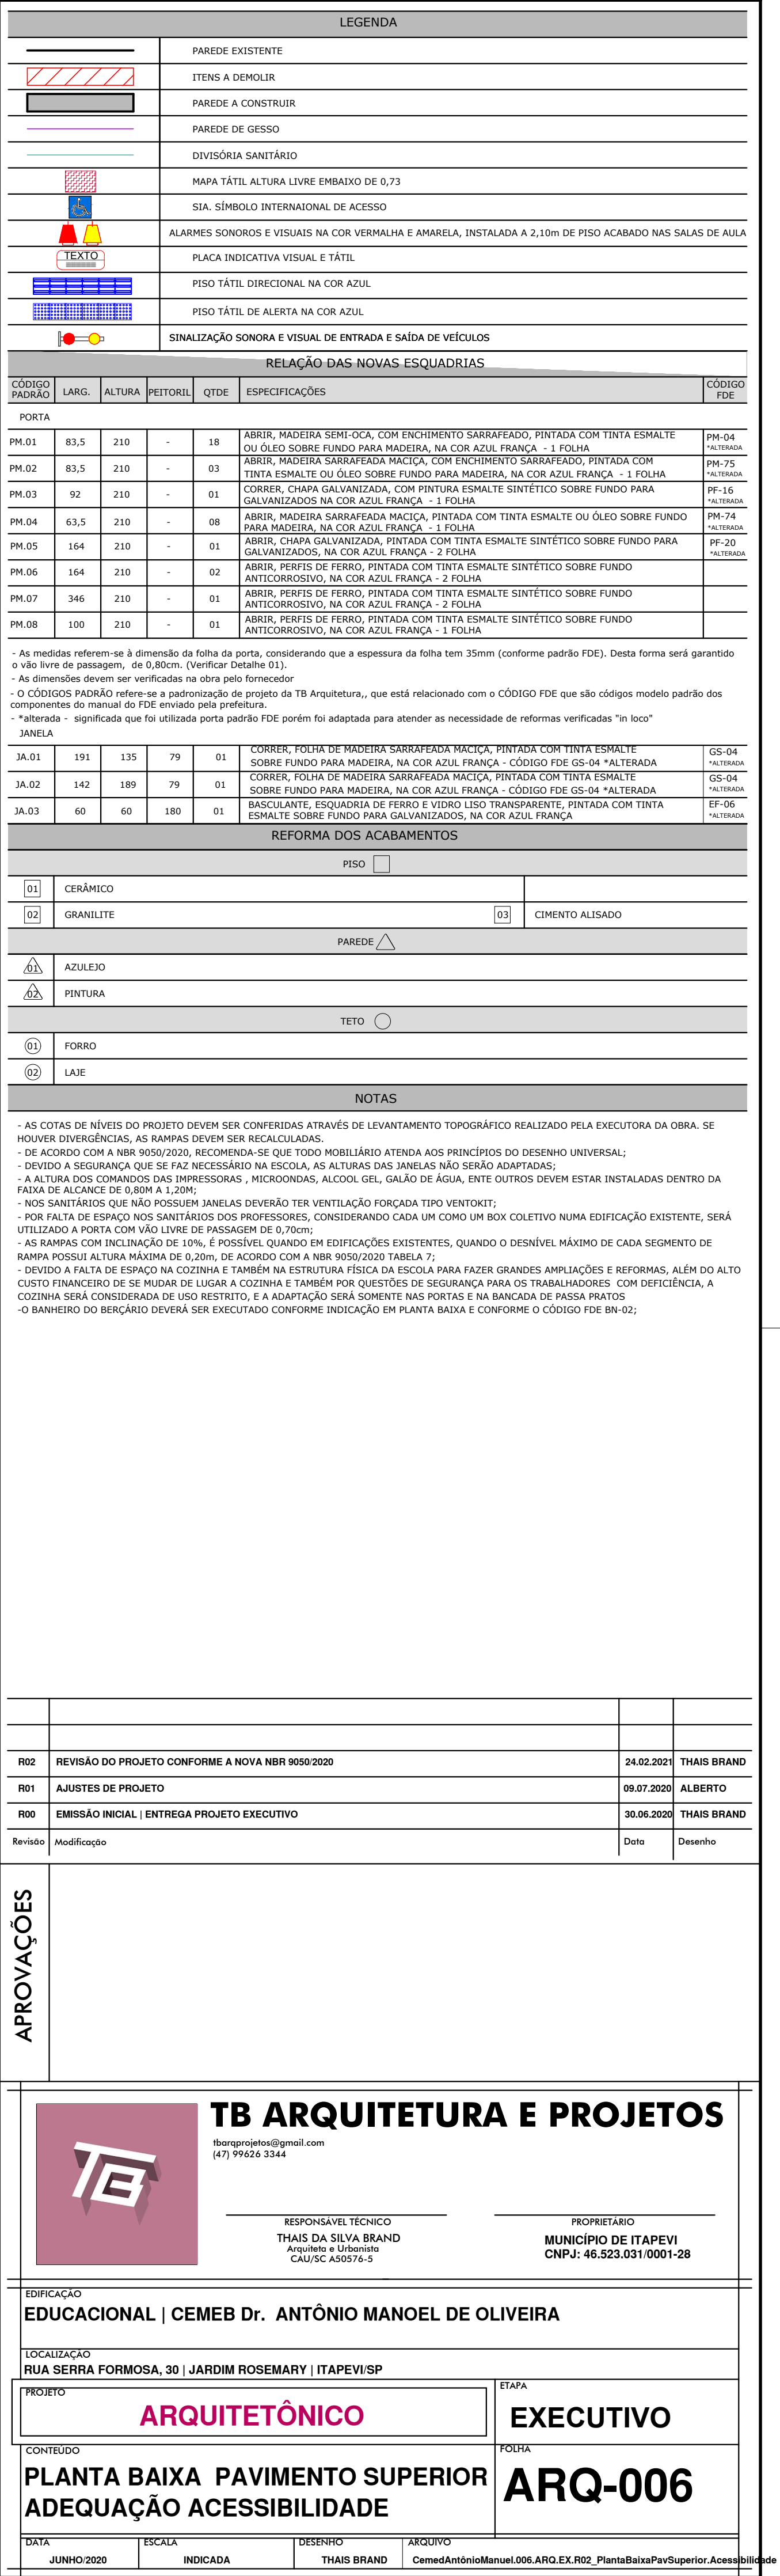 LEGENDA
PAREDE EXISTENTE
ITENS A DEMOLIR
PAREDE A CONSTRUIR
PAREDE DE GESSO
DIVISÓRIA SANITÁRIO
MAPA TÁTIL ALTURA LIVRE EMBAIXO DE 0,73
SIA. SÍMBOLO INTERNAIONAL DE ACESSO
ALARMES SONOROS E VISUAIS NA COR VERMALHA E AMARELA, INSTALADA A 2,10m DE PISO ACABADO NAS SALAS DE AULA
TEXTO PLACA INDICATIVA VISUAL E TÁTIL
PISO TÁTIL DIRECIONAL NA COR AZUL
PISO TÁTIL DE ALERTA NA COR AZUL
SINALIZAÇÃO SONORA E VISUAL DE ENTRADA E SAÍDA DE VEÍCULOS
RELAÇÃO DAS NOVAS ESQUADRIAS
CÓDIGO PADRÃO LARG. ALTURA PEITORIL QTDE ESPECIFICAÇÕES CÓDIGO FDE
PORTA
PM.01 83,5 210 - 18 ABRIR, MADEIRA SEMI-OCA, COM ENCHIMENTO SARRAFEADO, PINTADA COM TINTA ESMALTE PM-04
OU ÓLEO SOBRE FUNDO PARA MADEIRA, NA COR AZUL FRANÇA - 1 FOLHA *ALTERADA
PM.02 83,5 210 - 03 ABRIR, MADEIRA SARRAFEADA MACIÇA, COM ENCHIMENTO SARRAFEADO, PINTADA COM PM-75
TINTA ESMALTE OU ÓLEO SOBRE FUNDO PARA MADEIRA, NA COR AZUL FRANÇA - 1 FOLHA *ALTERADA
PM.03 92 210 - 01 CORRER, CHAPA GALVANIZADA, COM PINTURA ESMALTE SINTÉTICO SOBRE FUNDO PARA PF-16
GALVANIZADOS NA COR AZUL FRANÇA - 1 FOLHA *ALTERADA
PM.04 63,5 210 - 08 ABRIR, MADEIRA SARRAFEADA MACIÇA, PINTADA COM TINTA ESMALTE OU ÓLEO SOBRE FUNDO PM-74
PARA MADEIRA, NA COR AZUL FRANÇA - 1 FOLHA *ALTERADA
PM.05 164 210 - 01 ABRIR, CHAPA GALVANIZADA, PINTADA COM TINTA ESMALTE SINTÉTICO SOBRE FUNDO PARA PF-20
GALVANIZADOS, NA COR AZUL FRANÇA - 2 FOLHA *ALTERADA
PM.06 164 210 - 02 ABRIR, PERFIS DE FERRO, PINTADA COM TINTA ESMALTE SINTÉTICO SOBRE FUNDO
ANTICORROSIVO, NA COR AZUL FRANÇA - 2 FOLHA
PM.07 346 210 - 01 ABRIR, PERFIS DE FERRO, PINTADA COM TINTA ESMALTE SINTÉTICO SOBRE FUNDO
ANTICORROSIVO, NA COR AZUL FRANÇA - 2 FOLHA
PM.08 100 210 - 01 ABRIR, PERFIS DE FERRO, PINTADA COM TINTA ESMALTE SINTÉTICO SOBRE FUNDO
ANTICORROSIVO, NA COR AZUL FRANÇA - 1 FOLHA
- As medidas referem-se à dimensão da folha da porta, considerando que a espessura da folha tem 35mm (conforme padrão FDE). Desta forma será garantido
o vão livre de passagem, de 0,80cm. (Verificar Detalhe 01).
- As dimensões devem ser verificadas na obra pelo fornecedor
- O CÓDIGOS PADRÃO refere-se a padronização de projeto da TB Arquitetura,, que está relacionado com o CÓDIGO FDE que são códigos modelo padrão dos
componentes do manual do FDE enviado pela prefeitura.
- *alterada - significada que foi utilizada porta padrão FDE porém foi adaptada para atender as necessidade de reformas verificadas "in loco"
JANELA
JA.01 191 135 79 01 CORRER, FOLHA DE MADEIRA SARRAFEADA MACIÇA, PINTADA COM TINTA ESMALTE GS-04
SOBRE FUNDO PARA MADEIRA, NA COR AZUL FRANÇA - CÓDIGO FDE GS-04 *ALTERADA *ALTERADA
JA.02 142 189 79 01 CORRER, FOLHA DE MADEIRA SARRAFEADA MACIÇA, PINTADA COM TINTA ESMALTE GS-04
SOBRE FUNDO PARA MADEIRA, NA COR AZUL FRANÇA - CÓDIGO FDE GS-04 *ALTERADA *ALTERADA
JA.03 60 60 180 01 BASCULANTE, ESQUADRIA DE FERRO E VIDRO LISO TRANSPARENTE, PINTADA COM TINTA EF-06
ESMALTE SOBRE FUNDO PARA GALVANIZADOS, NA COR AZUL FRANÇA *ALTERADA
REFORMA DOS ACABAMENTOS
PISO
01 CERÂMICO
02 GRANILITE 03 CIMENTO ALISADO
PAREDE
01 AZULEJO
02 PINTURA
TETO
01 FORRO
02 LAJE
NOTAS
- AS COTAS DE NÍVEIS DO PROJETO DEVEM SER CONFERIDAS ATRAVÉS DE LEVANTAMENTO TOPOGRÁFICO REALIZADO PELA EXECUTORA DA OBRA. SE
HOUVER DIVERGÊNCIAS, AS RAMPAS DEVEM SER RECALCULADAS.
- DE ACORDO COM A NBR 9050/2020, RECOMENDA-SE QUE TODO MOBILIÁRIO ATENDA AOS PRINCÍPIOS DO DESENHO UNIVERSAL;
- DEVIDO A SEGURANÇA QUE SE FAZ NECESSÁRIO NA ESCOLA, AS ALTURAS DAS JANELAS NÃO SERÃO ADAPTADAS;
- A ALTURA DOS COMANDOS DAS IMPRESSORAS , MICROONDAS, ALCOOL GEL, GALÃO DE ÁGUA, ENTE OUTROS DEVEM ESTAR INSTALADAS DENTRO DA
FAIXA DE ALCANCE DE 0,80M A 1,20M;
- NOS SANITÁRIOS QUE NÃO POSSUEM JANELAS DEVERÃO TER VENTILAÇÃO FORÇADA TIPO VENTOKIT;
- POR FALTA DE ESPAÇO NOS SANITÁRIOS DOS PROFESSORES, CONSIDERANDO CADA UM COMO UM BOX COLETIVO NUMA EDIFICAÇÃO EXISTENTE, SERÁ
UTILIZADO A PORTA COM VÃO LIVRE DE PASSAGEM DE 0,70cm;
- AS RAMPAS COM INCLINAÇÃO DE 10%, É POSSÍVEL QUANDO EM EDIFICAÇÕES EXISTENTES, QUANDO O DESNÍVEL MÁXIMO DE CADA SEGMENTO DE
RAMPA POSSUI ALTURA MÁXIMA DE 0,20m, DE ACORDO COM A NBR 9050/2020 TABELA 7;
- DEVIDO A FALTA DE ESPAÇO NA COZINHA E TAMBÉM NA ESTRUTURA FÍSICA DA ESCOLA PARA FAZER GRANDES AMPLIAÇÕES E REFORMAS, ALÉM DO ALTO
CUSTO FINANCEIRO DE SE MUDAR DE LUGAR A COZINHA E TAMBÉM POR QUESTÕES DE SEGURANÇA PARA OS TRABALHADORES COM DEFICIÊNCIA, A
COZINHA SERÁ CONSIDERADA DE USO RESTRITO, E A ADAPTAÇÃO SERÁ SOMENTE NAS PORTAS E NA BANCADA DE PASSA PRATOS
-O BANHEIRO DO BERÇÁRIO DEVERÁ SER EXECUTADO CONFORME INDICAÇÃO EM PLANTA BAIXA E CONFORME O CÓDIGO FDE BN-02;
R02 REVISÃO DO PROJETO CONFORME A NOVA NBR 9050/2020 24.02.2021 THAIS BRAND
R01 AJUSTES DE PROJETO 09.07.2020 ALBERTO
R00 EMISSÃO INICIAL | ENTREGA PROJETO EXECUTIVO 30.06.2020 THAIS BRAND
Revisão Modificação Data Desenho
APROVAÇÕES
TB
TB ARQUITETURA E PROJETOS
tbarqprojetos@gmail.com
(47) 99626 3344
RESPONSÁVEL TÉCNICO PROPRIETÁRIO
THAIS DA SILVA BRAND MUNICÍPIO DE ITAPEVI
Arquiteta e Urbanista
CAU/SC A50576-5 CNPJ: 46.523.031/0001-28
EDIFICAÇÃO
EDUCACIONAL | CEMEB Dr. ANTÔNIO MANOEL DE OLIVEIRA
LOCALIZAÇÃO
RUA SERRA FORMOSA, 30 | JARDIM ROSEMARY | ITAPEVI/SP
PROJETO ETAPA
ARQUITETÔNICO EXECUTIVO
CONTEÚDO FOLHA
PLANTA BAIXA PAVIMENTO SUPERIOR ARQ-006
ADEQUAÇÃO ACESSIBILIDADE
DATA ESCALA DESENHO ARQUIVO
JUNHO/2020 INDICADA THAIS BRAND CemedAntônioManuel.006.ARQ.EX.R02_PlantaBaixaPavSuperior.Acessibilidade